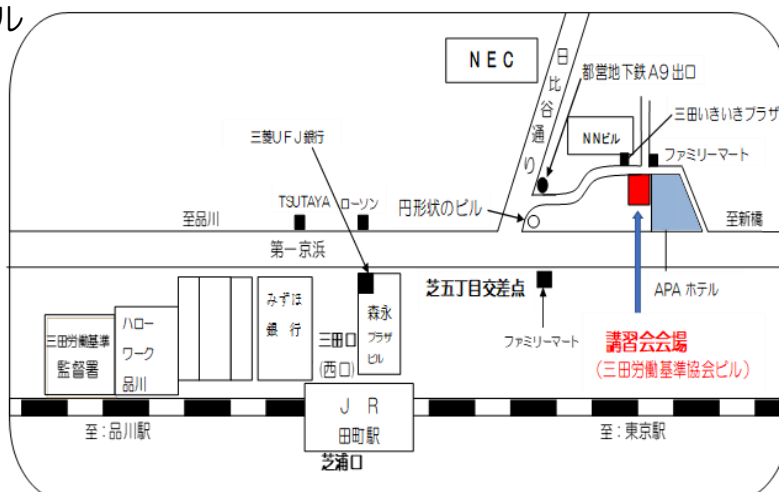 ル
NEC
日比谷通り
都営地下鉄A9出口
三田いきいきプラザ
NNビル
ファミリーマート
三菱UFJ銀行
TSUTAYA
ローソン
円形状のビル
至:品川
至:新橋
第一京浜
みずほ
銀行
森永
プラザ
ビル
三田口
(西口)
芝五丁目交差点
APA ホテル
ファミリーマート
講習会会場
(三田労働基準協会ビル)
三田労働基準
監督署
ハロー
ワーク
品川
JR
田町駅
至:品川駅
至:東京駅
芝浦口